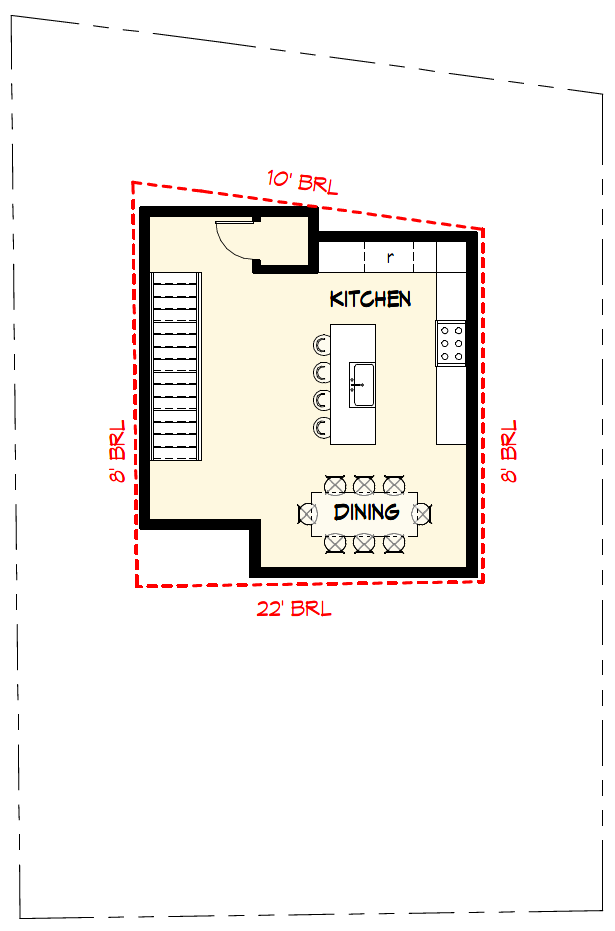 10' BRL
r
KITCHEN
8' BRL
8' BRL
DINING
22' BRL